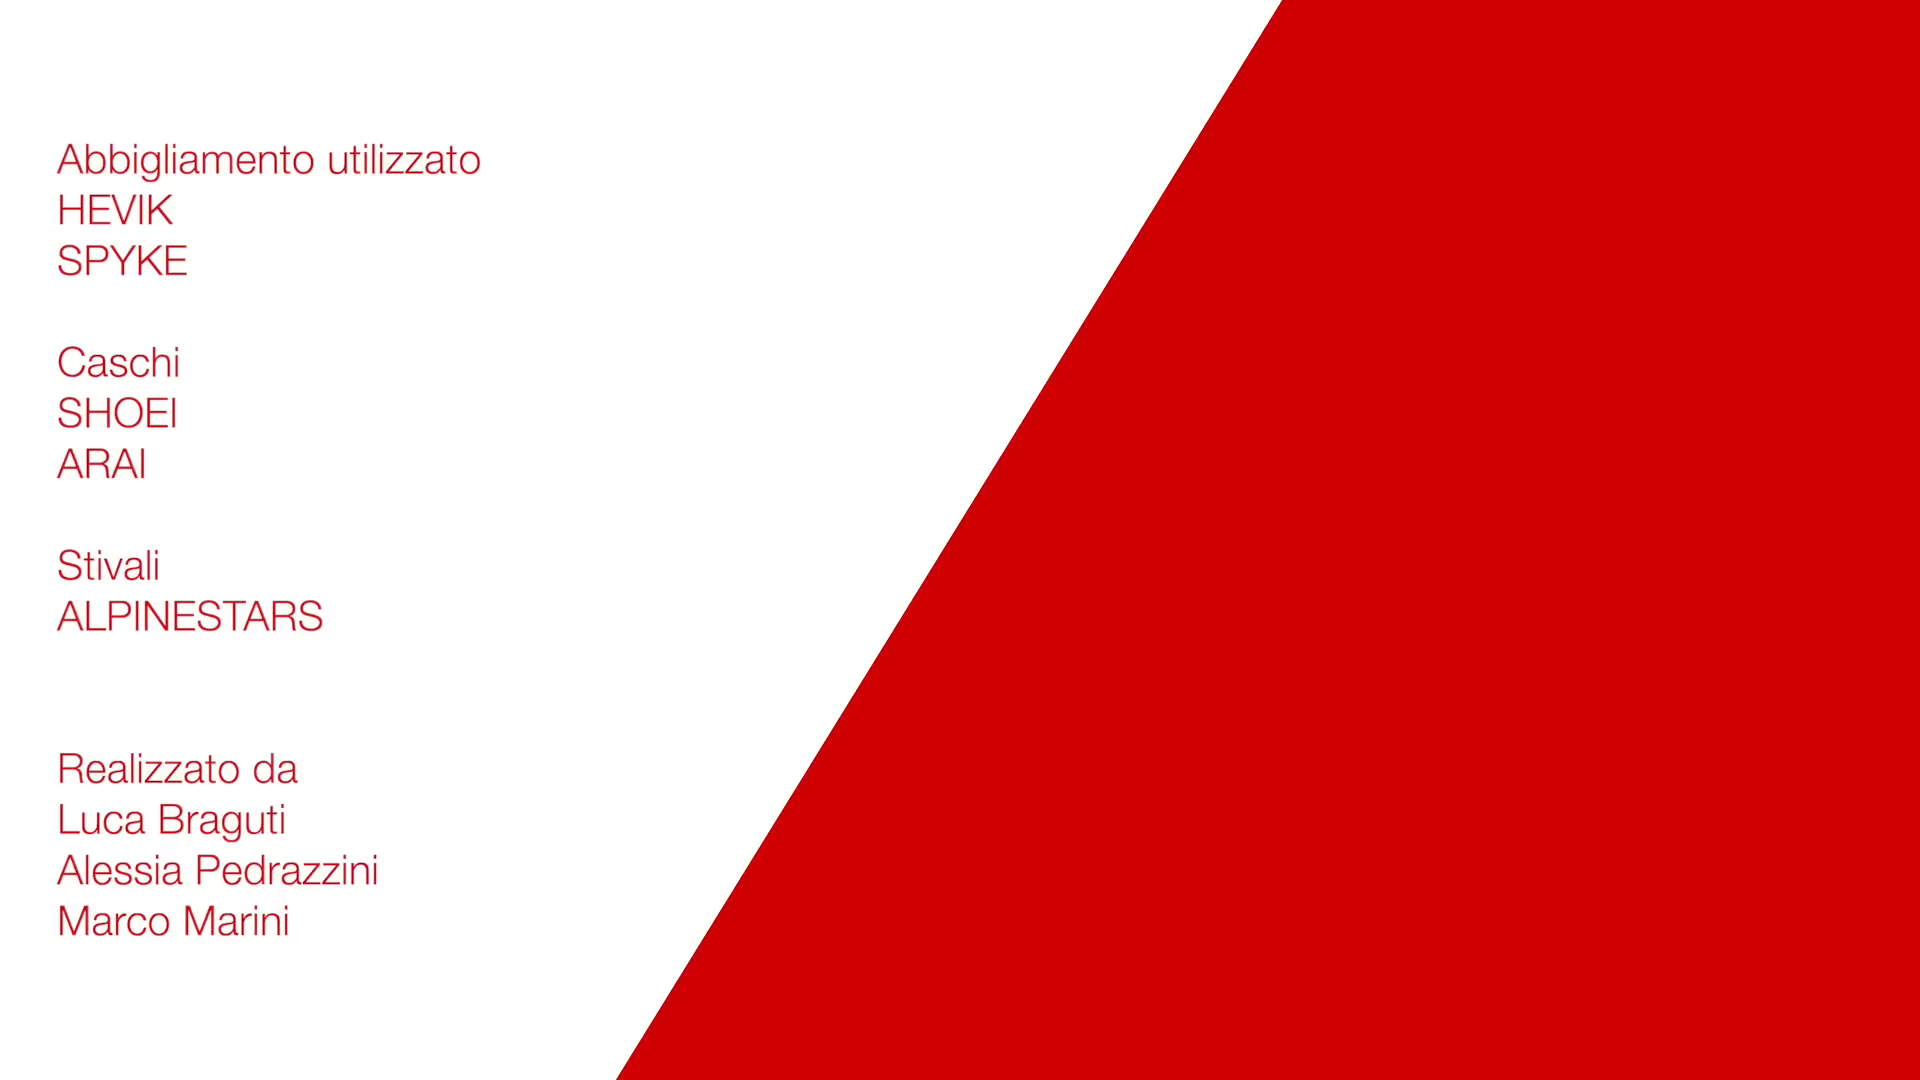 Abbigliamento utilizzato
HEVIK
SPYKE
Caschi
SHOEI
ARAI
Stivali
ALPINESTARS
Realizzato da
Luca Braguti
Alessia Pedrazzini
Marco Marini